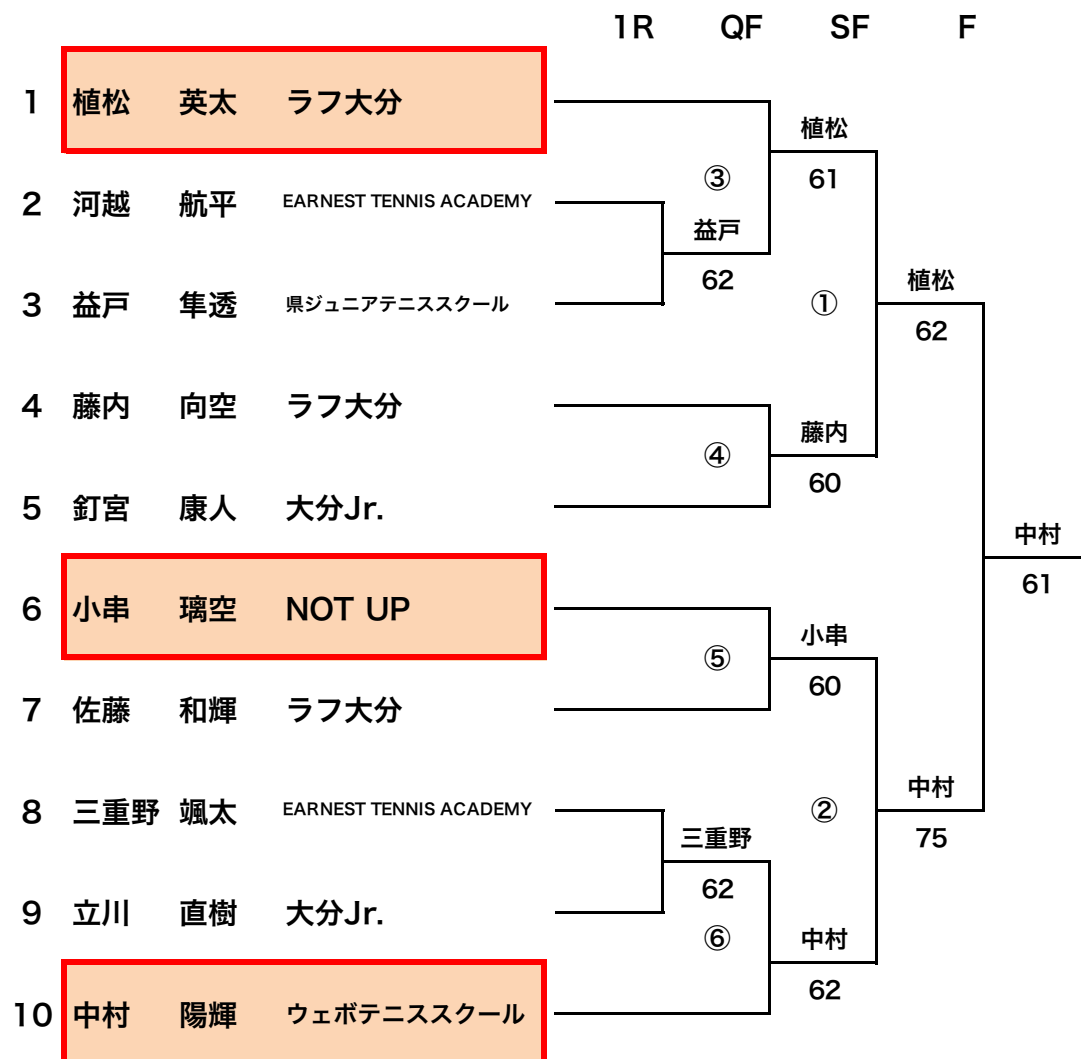 1R QF SF F
1 植松 英太 ラフ大分
植松
③ 61
2 河越 航平 EARNEST TENNIS ACADEMY
益戸
62
3 益戸 隼透 県ジュニアテニススクール
①
植松
62
4 藤内 向空 ラフ大分
藤内
④
60
5 釘宮 康人 大分Jr.
中村
61
6 小串 璃空 NOT UP
小串
⑤
60
7 佐藤 和輝 ラフ大分
中村
8 三重野 颯太 EARNEST TENNIS ACADEMY
②
三重野
75
62
9 立川 直樹 大分Jr.
⑥ 中村
62
10 中村 陽輝 ウェボテニススクール